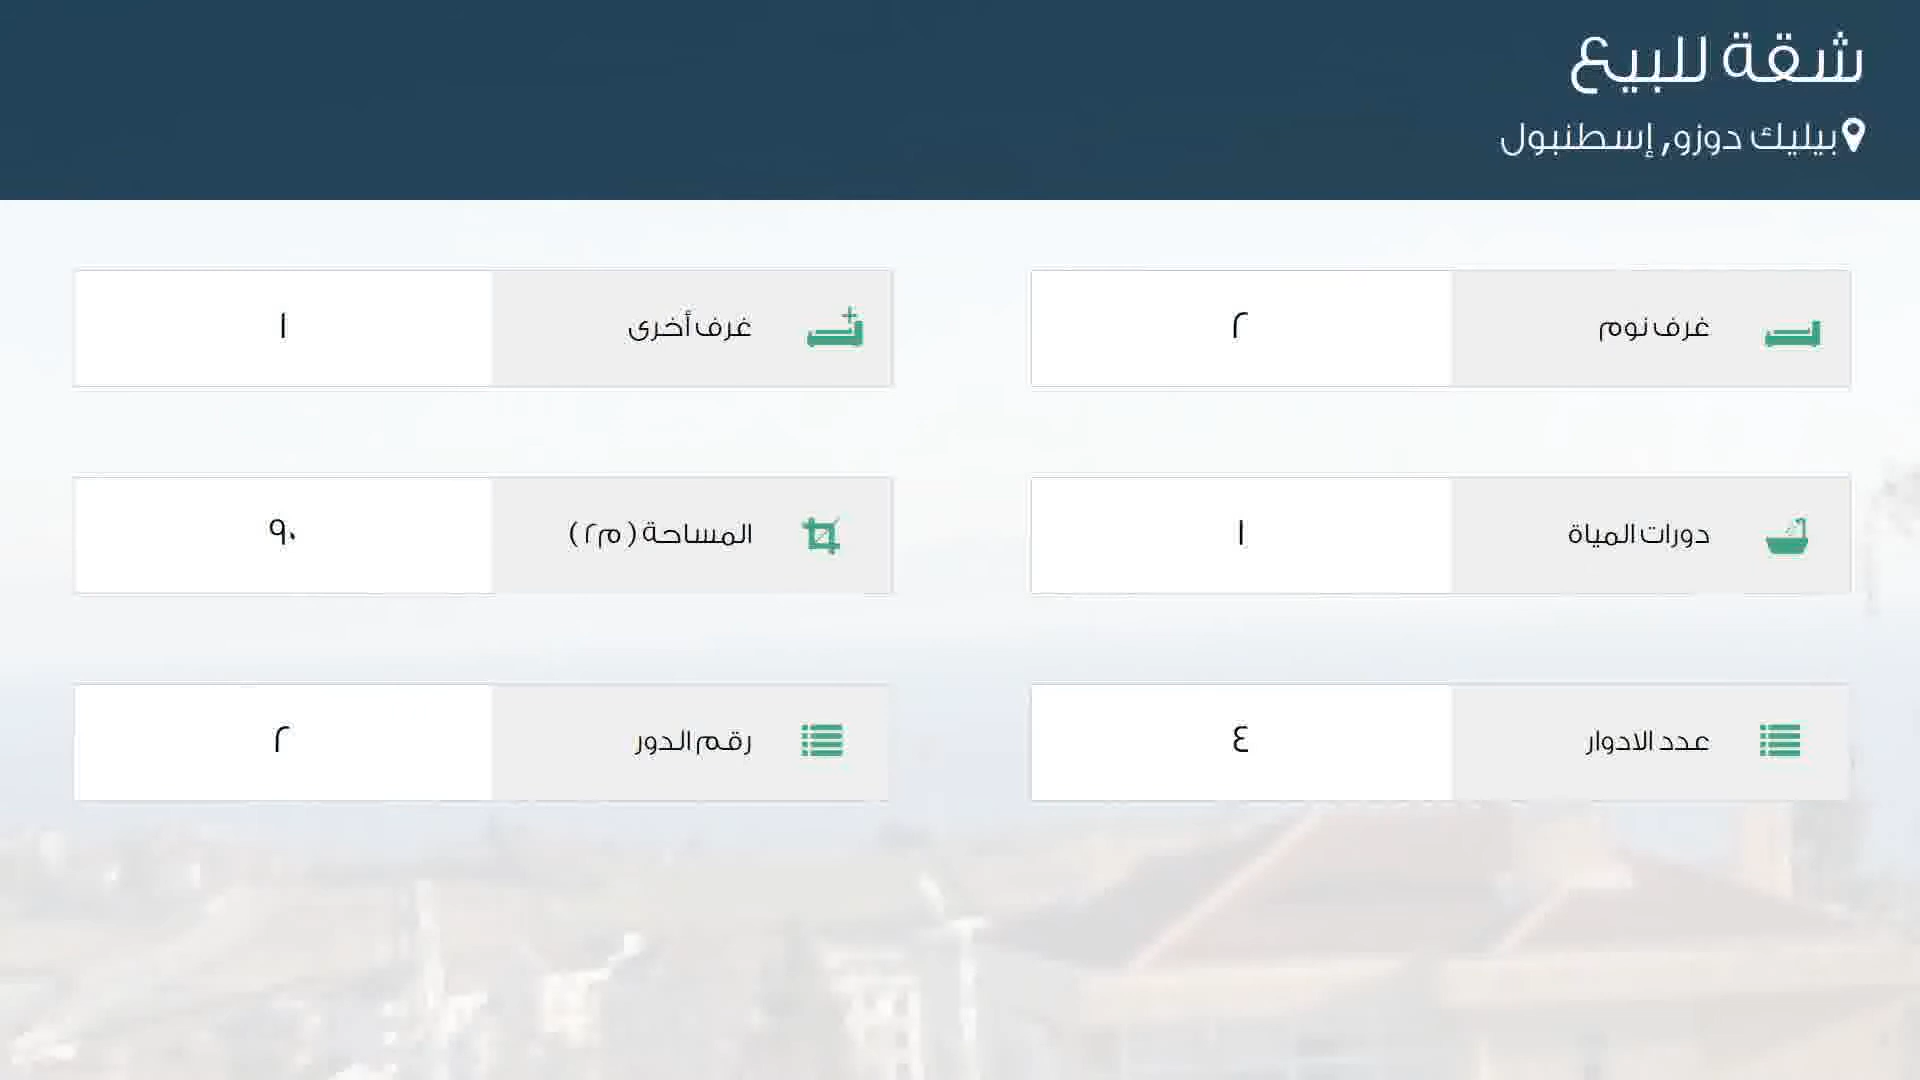 شقة للبيع
بيليك دوزو, إسطنبول
غرف نوم ٢
غرف أخرى ١
دورات المياة ١
المساحة ( م٢ ) ٩٠
عدد الادوار ٤
رقم الدور ٢